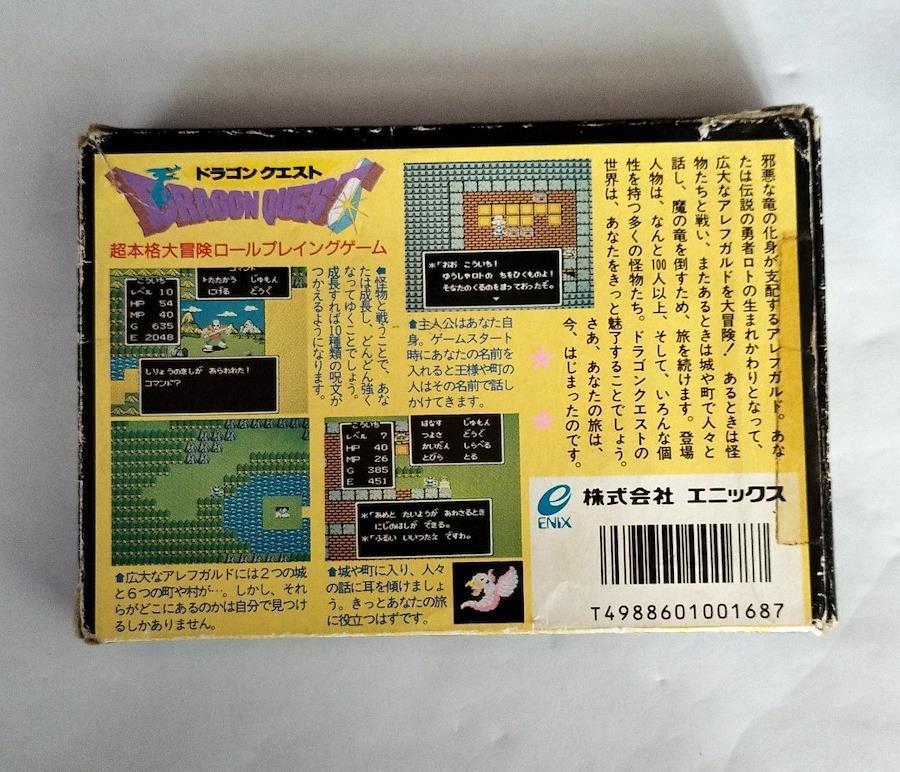 ドラゴンクエスト
DRAGON QUEST
超本格大冒険ロールプレイングゲーム
こういち
レベル 10
HP 54
MP 40
G 635
E 2048
コマンド
たたかう じゅもん
にげる どうぐ
しりょうのきしが あらわれた!
コマンド?
⬆怪物と戦うことで、あな
たは成長し、どんどん強く
なってゆくことでしょう。
成長すれば10種類の呪文が
つかえるようになります。
*「おお こういち!
ゆうしゃロトの ちをひくものよ!
そなたのくるのをまっておったぞ。
⬆主人公はあなた自
身。ゲームスタート
時にあなたの名前を
入れると王様や町の
人はその名前で話し
かけてきます。
邪悪な竜の化身が支配するアレフガルド。あな
たは伝説の勇者ロトの生まれかわりとなって、
広大なアレフガルドを大冒険! あるときは怪
物たちと戦い、またあるときは城や町で人々と
話し、魔の竜を倒すため、旅を続けます。登場
人物は、なんと100人以上、そして、いろんな個
性を持つ多くの怪物たち。ドラゴンクエストの
世界は、あなたをきっと魅了することでしょう。
さあ、あなたの旅は、
今、はじまったのです。
⬆広大なアレフガルドには2つの城
と6つの町や村が…。しかし、それ
らがどこにあるのかは自分で見つけ
るしかありません。
こういち
レベル 7
HP 40
MP 26
G 385
E 451
はなす じゅもん
つよさ どうぐ
かいだん しらべる
とびら とる
*「あめと たいようが あわさるとき
にじのはしが できる。
*「ふるい いいつたえ ですわ。
⬆城や町に入り、人々
の話に耳を傾けましょ
う。きっとあなたの旅
に役立つはずです。
ENIX
株式会社 エニックス
T4988601001687